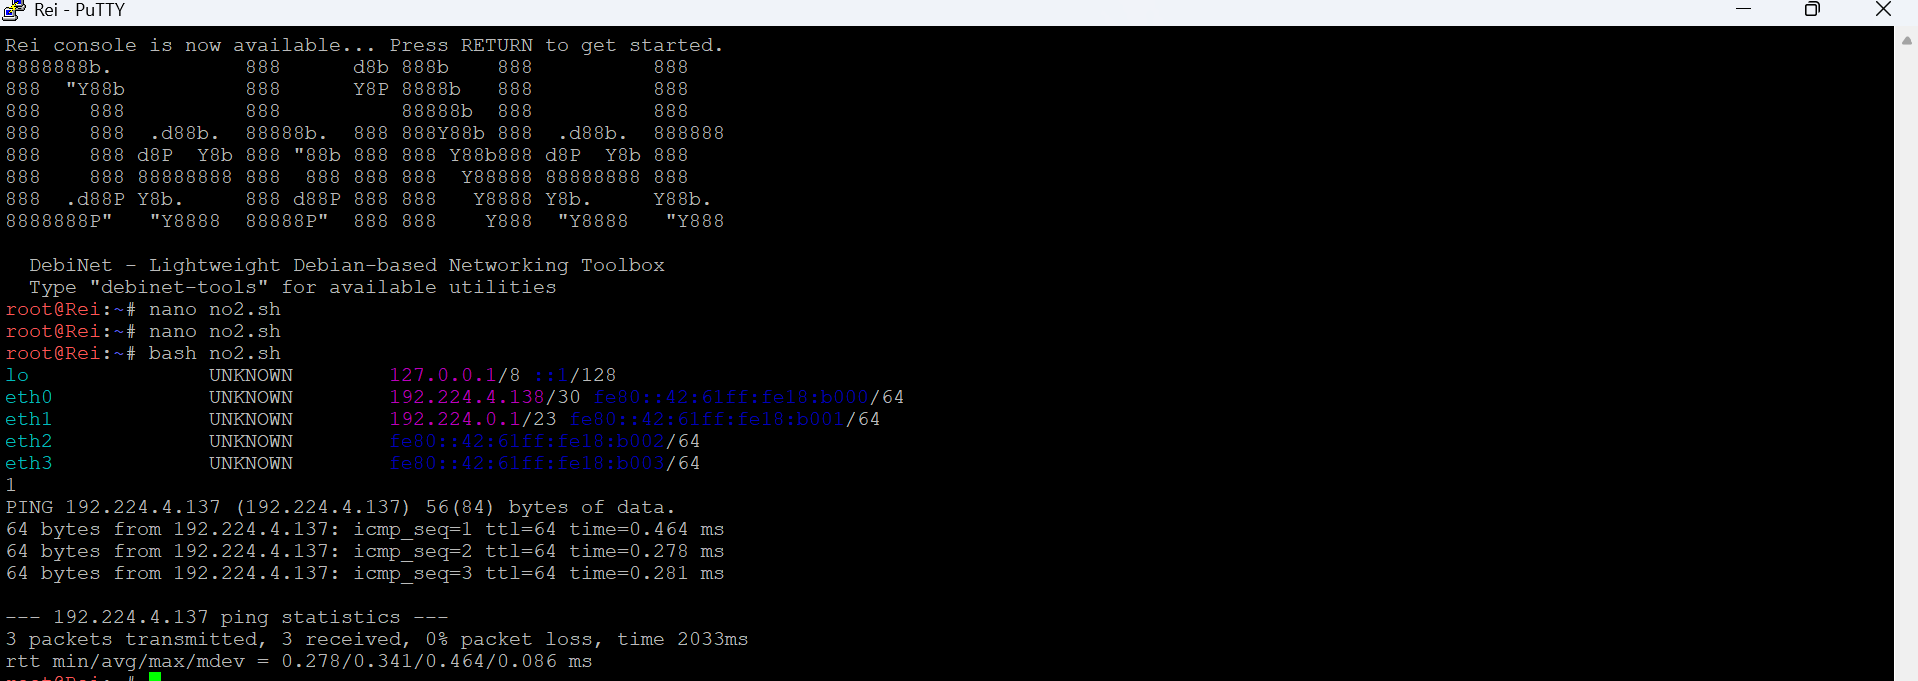 Rei - PuTTY
Rei console is now available... Press RETURN to get started.
8888888b.            888      d8b 888b    888          888
888  "Y88b           888      Y8P 8888b   888          888
888    888           888          88888b  888          888
888    888  .d88b.  88888b.  888 888Y88b 888  .d88b.  888888
888    888 d8P  Y8b 888 "88b 888 888 Y88b888 d8P  Y8b 888
888    888 88888888 888  888 888 888  Y88888 88888888 888
888  .d88P Y8b.     888 d88P 888 888   Y8888 Y8b.     Y88b.
8888888P"   "Y8888  88888P"  888 888    Y888  "Y8888   "Y888
DebiNet - Lightweight Debian-based Networking Toolbox
Type "debinet-tools" for available utilities
root@Rei:~# nano no2.sh
root@Rei:~# nano no2.sh
root@Rei:~# bash no2.sh
lo               UNKNOWN        127.0.0.1/8 ::1/128
eth0             UNKNOWN        192.224.4.138/30 fe80::42:61ff:fe18:b000/64
eth1             UNKNOWN        192.224.0.1/23 fe80::42:61ff:fe18:b001/64
eth2             UNKNOWN        fe80::42:61ff:fe18:b002/64
eth3             UNKNOWN        fe80::42:61ff:fe18:b003/64
1
PING 192.224.4.137 (192.224.4.137) 56(84) bytes of data.
64 bytes from 192.224.4.137: icmp_seq=1 ttl=64 time=0.464 ms
64 bytes from 192.224.4.137: icmp_seq=2 ttl=64 time=0.278 ms
64 bytes from 192.224.4.137: icmp_seq=3 ttl=64 time=0.281 ms
--- 192.224.4.137 ping statistics ---
3 packets transmitted, 3 received, 0% packet loss, time 2033ms
rtt min/avg/max/mdev = 0.278/0.341/0.464/0.086 ms
root@Rei:~#